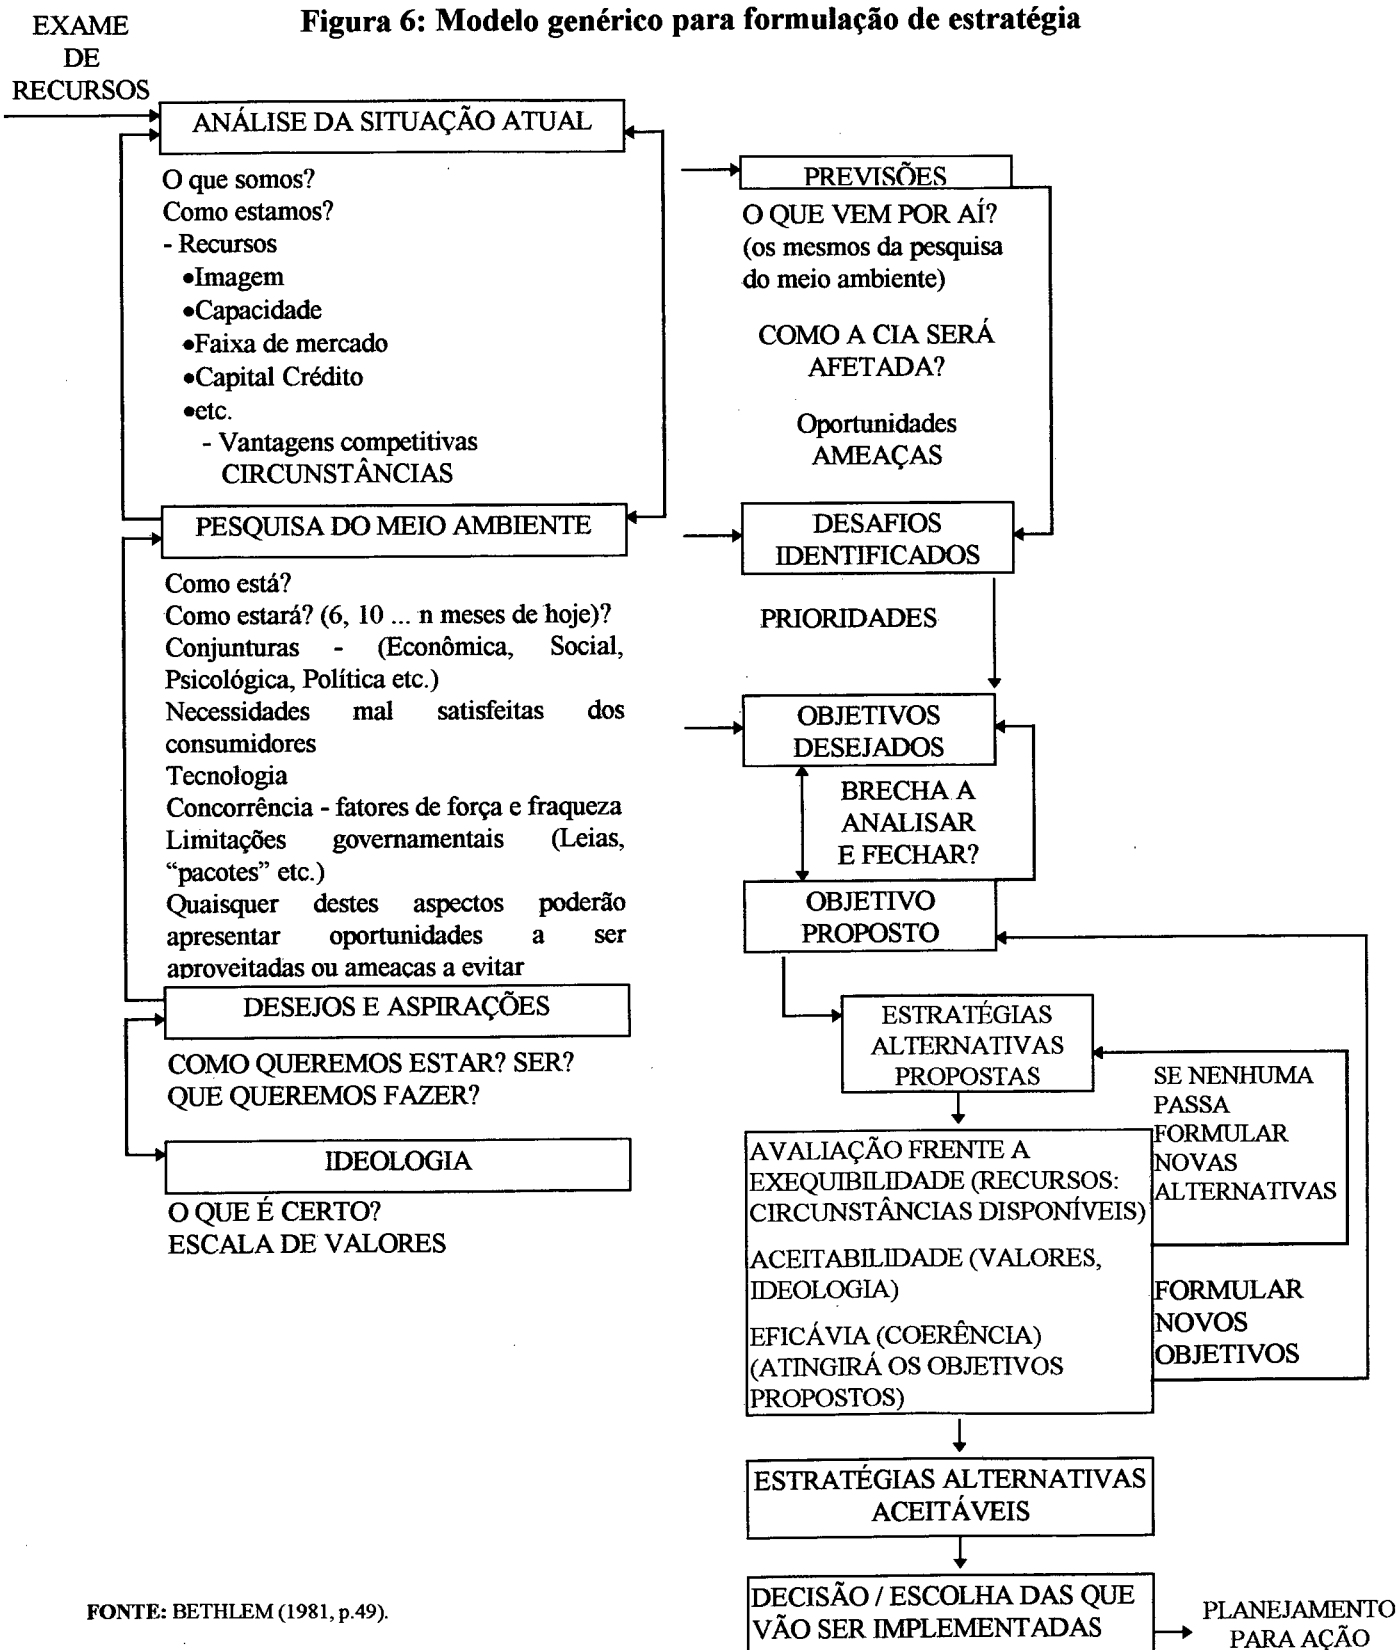 Figura 6: Modelo genérico para formulação de estratégia
EXAME
DE
RECURSOS
ANÁLISE DA SITUAÇÃO ATUAL
O que somos?
Como estamos?
- Recursos
•Imagem
•Capacidade
•Faixa de mercado
•Capital Crédito
•etc.
- Vantagens competitivas
CIRCUNSTÂNCIAS
PESQUISA DO MEIO AMBIENTE
Como está?
Como estará? (6, 10 ... n meses de hoje)?
Conjunturas - (Econômica, Social,
Psicológica, Política etc.)
Necessidades mal satisfeitas dos
consumidores
Tecnologia
Concorrência - fatores de força e fraqueza
Limitações governamentais (Leias,
“pacotes” etc.)
Quaisquer destes aspectos poderão
apresentar oportunidades a ser
aproveitadas ou ameaças a evitar
DESEJOS E ASPIRAÇÕES
COMO QUEREMOS ESTAR? SER?
QUE QUEREMOS FAZER?
IDEOLOGIA
O QUE É CERTO?
ESCALA DE VALORES
PREVISÕES
O QUE VEM POR AÍ?
(os mesmos da pesquisa
do meio ambiente)
COMO A CIA SERÁ
AFETADA?
Oportunidades
AMEAÇAS
DESAFIOS
IDENTIFICADOS
PRIORIDADES
OBJETIVOS
DESEJADOS
BRECHA A
ANALISAR
E FECHAR?
OBJETIVO
PROPOSTO
ESTRATÉGIAS
ALTERNATIVAS
PROPOSTAS
SE NENHUMA
PASSA
FORMULAR
NOVAS
ALTERNATIVAS
AVALIAÇÃO FRENTE A
EXEQUIBILIDADE (RECURSOS:
CIRCUNSTÂNCIAS DISPONÍVEIS)
ACEITABILIDADE (VALORES,
IDEOLOGIA)
EFICÁVIA (COERÊNCIA)
(ATINGIRÁ OS OBJETIVOS
PROPOSTOS)
FORMULAR
NOVOS
OBJETIVOS
ESTRATÉGIAS ALTERNATIVAS
ACEITÁVEIS
DECISÃO / ESCOLHA DAS QUE
VÃO SER IMPLEMENTADAS
PLANEJAMENTO
PARA AÇÃO
FONTE: BETHLEM (1981, p.49).